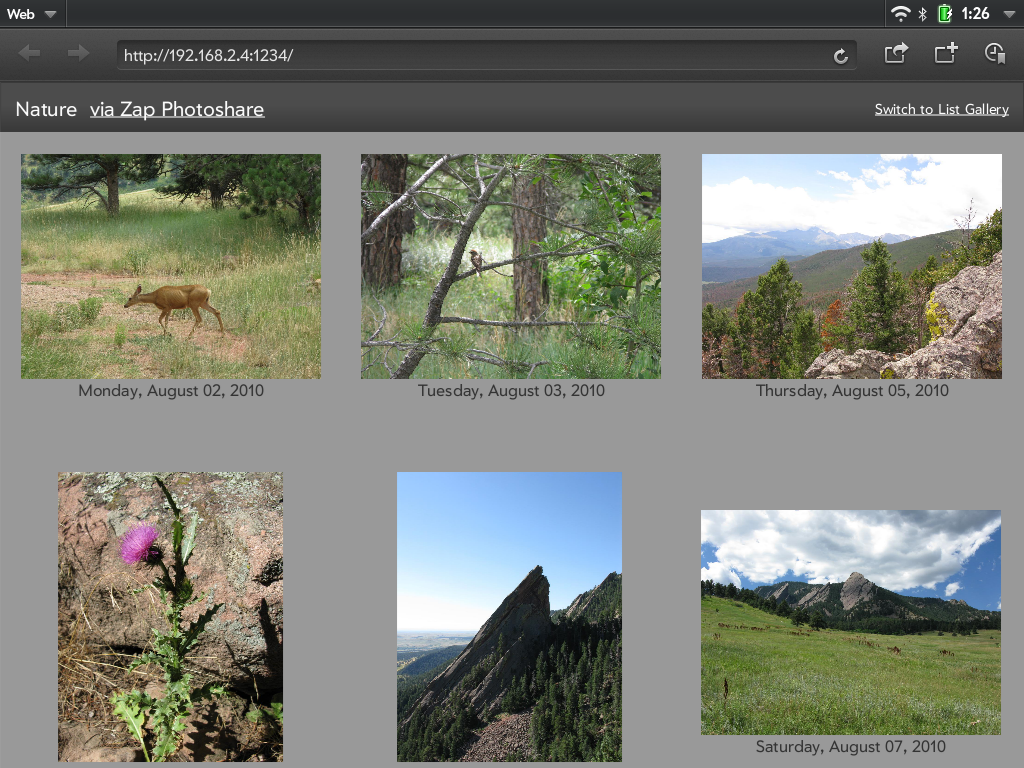 Web
1:26
http://192.168.2.4:1234/
Nature via Zap Photoshare
Switch to List Gallery
Monday, August 02, 2010
Tuesday, August 03, 2010
Thursday, August 05, 2010
Saturday, August 07, 2010